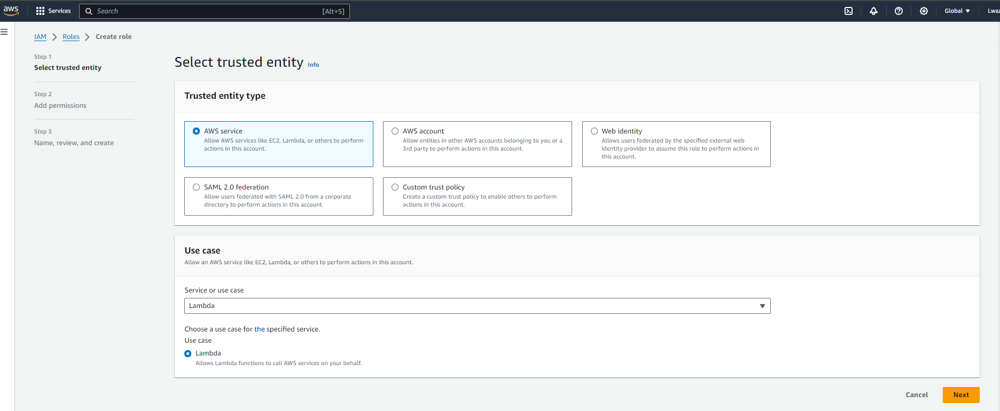 aws Services Search [Alt+S] Global
IAM Roles Create role
Step 1
Select trusted entity
Step 2
Add permissions
Step 3
Name, review, and create
Select trusted entity Info
Trusted entity type
AWS service
Allow AWS services like EC2, Lambda, or others to perform
actions in this account.
AWS account
Allow entities in other AWS accounts belonging to you or a
3rd party to perform actions in this account.
Web identity
Allows users federated by the specified external web
identity provider to assume this role to perform actions in
this account.
SAML 2.0 federation
Allow users federated with SAML 2.0 from a corporate
directory to perform actions in this account.
Custom trust policy
Create a custom trust policy to enable others to perform
actions in this account.
Use case
Allow an AWS service like EC2, Lambda, or others to perform actions in this account.
Service or use case
Lambda
Choose a use case for the specified service.
Use case
Lambda
Allows Lambda functions to call AWS services on your behalf.
Cancel Next